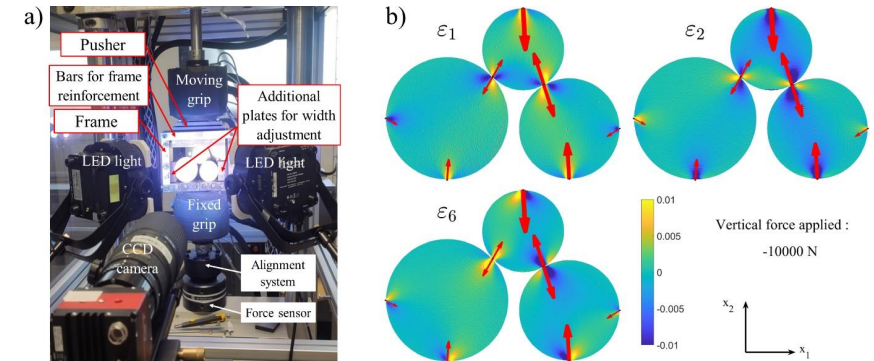 a)
Pusher
Bars for frame
reinforcement
Frame
Moving
grip
Additional
plates for width
adjustment
LED light
LED light
Fixed
grip
CCD
camera
Alignment
system
Force sensor
b)
ε1
ε2
ε6
0.01
0.005
0
-0.005
-0.01
Vertical force applied :
-10000 N
x2
x1